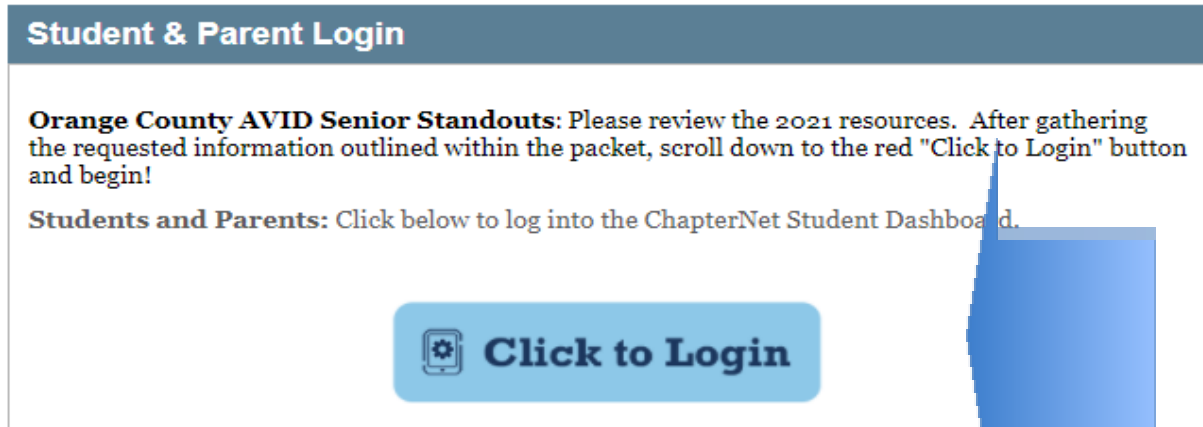 Student & Parent Login
Orange County AVID Senior Standouts: Please review the 2021 resources.  After gathering
the requested information outlined within the packet, scroll down to the red "Click to Login" button
and begin!
Students and Parents: Click below to log into the ChapterNet Student Dashboard.
Click to Login